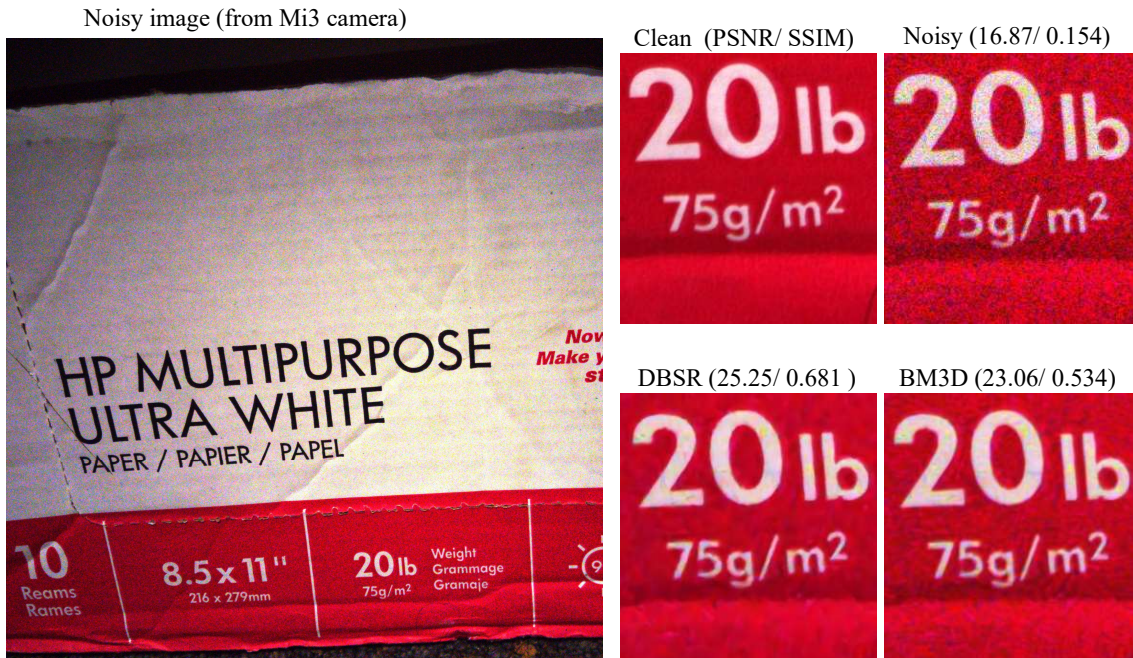 Noisy image (from Mi3 camera)
HP MULTIPURPOSE
ULTRA WHITE
PAPER / PAPIER / PAPEL
Now
Make y
st
10
Reams
Rames
8.5 x 11"
216 x 279mm
20 lb
75g/m²
Weight
Grammage
Gramaje
9
Clean (PSNR/ SSIM)
20 lb
75g/m²
Noisy (16.87/ 0.154)
20 lb
75g/m²
DBSR (25.25/ 0.681 )
20 lb
75g/m²
BM3D (23.06/ 0.534)
20 lb
75g/m²